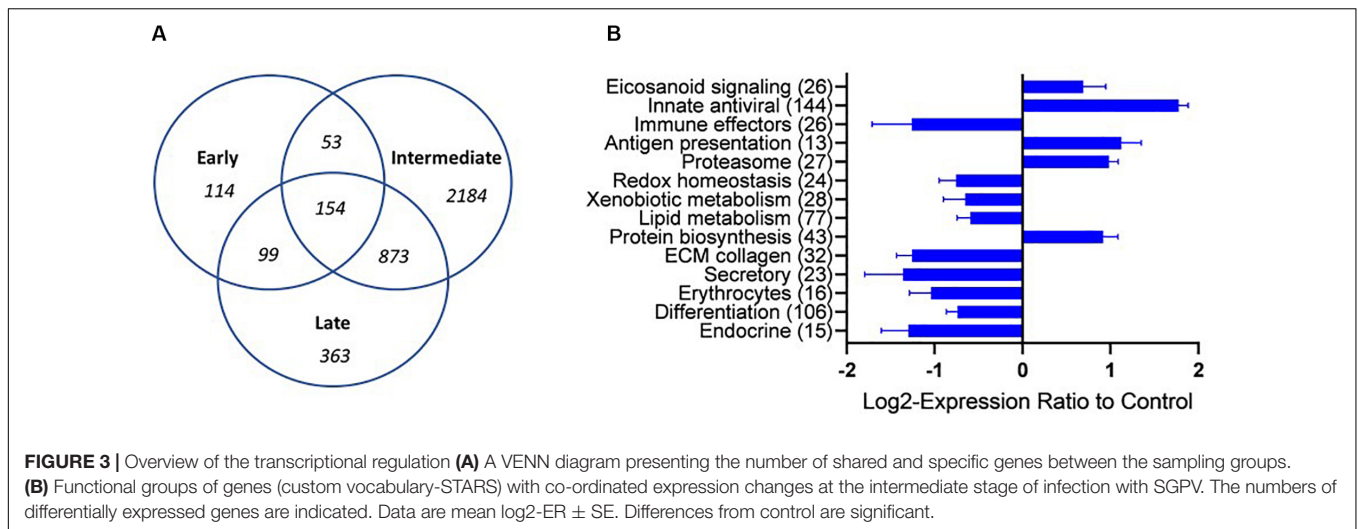 A
Early
114
53
Intermediate
2184
154
99
873
Late
363
B
Eicosanoid signaling (26)
Innate antiviral (144)
Immune effectors (26)
Antigen presentation (13)
Proteasome (27)
Redox homeostasis (24)
Xenobiotic metabolism (28)
Lipid metabolism (77)
Protein biosynthesis (43)
ECM collagen (32)
Secretory (23)
Erythrocytes (16)
Differentiation (106)
Endocrine (15)
-2 -1 0 1 2
Log2-Expression Ratio to Control
FIGURE 3 | Overview of the transcriptional regulation (A) A VENN diagram presenting the number of shared and specific genes between the sampling groups.
(B) Functional groups of genes (custom vocabulary-STARS) with co-ordinated expression changes at the intermediate stage of infection with SGPV. The numbers of
differentially expressed genes are indicated. Data are mean log2-ER ± SE. Differences from control are significant.